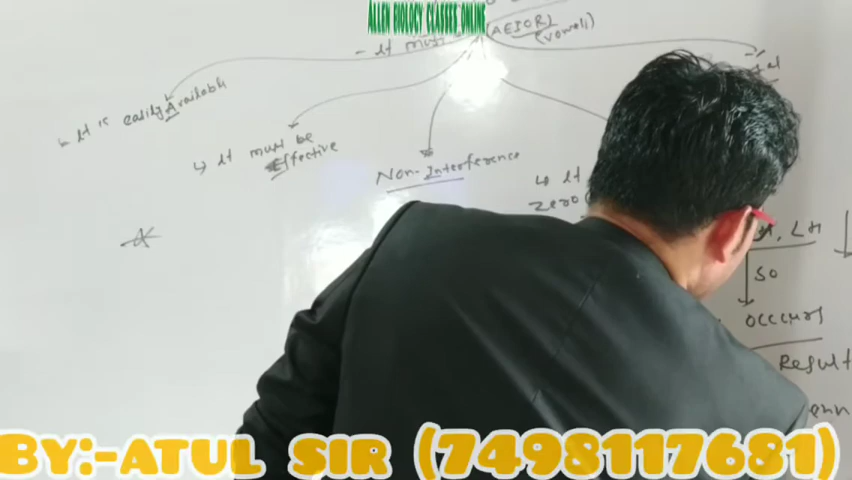 ALLEN BIOLOGY CLASSES ONLINE
(AEIOR)
(vowels)
- It must
↳ It is easily Available
↳ It must be
Effective
Non-Interference
↳ It
Zero
, LH
so
occurs
Result
BY:-ATUL SIR (7498117681)